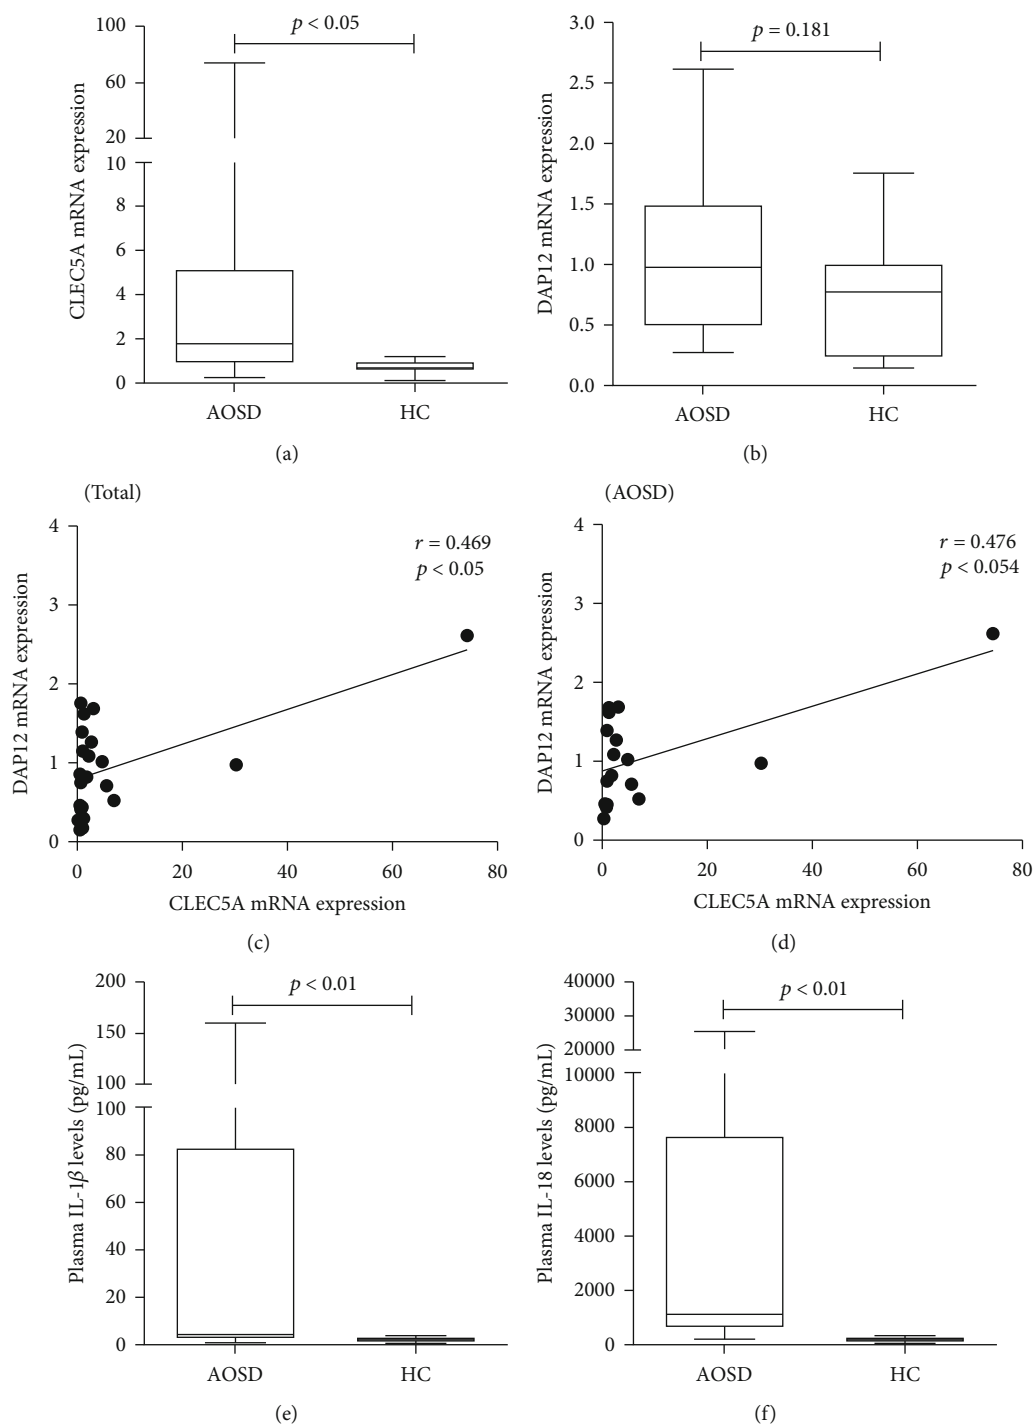 CLEC5A mRNA expression
100
60
20
10
8
6
4
2
0
p < 0.05
AOSD
HC
(a)
DAP12 mRNA expression
3.0
2.5
2.0
1.5
1.0
0.5
0.0
p = 0.181
AOSD
HC
(b)
(Total)
DAP12 mRNA expression
4
3
2
1
0
r = 0.469
p < 0.05
0
20
40
60
80
CLEC5A mRNA expression
(c)
(AOSD)
DAP12 mRNA expression
4
3
2
1
0
r = 0.476
p < 0.054
0
20
40
60
80
CLEC5A mRNA expression
(d)
Plasma IL-1β levels (pg/mL)
200
150
100
100
80
60
40
20
0
p < 0.01
AOSD
HC
(e)
Plasma IL-18 levels (pg/mL)
40000
30000
20000
10000
8000
6000
4000
2000
0
p < 0.01
AOSD
HC
(f)